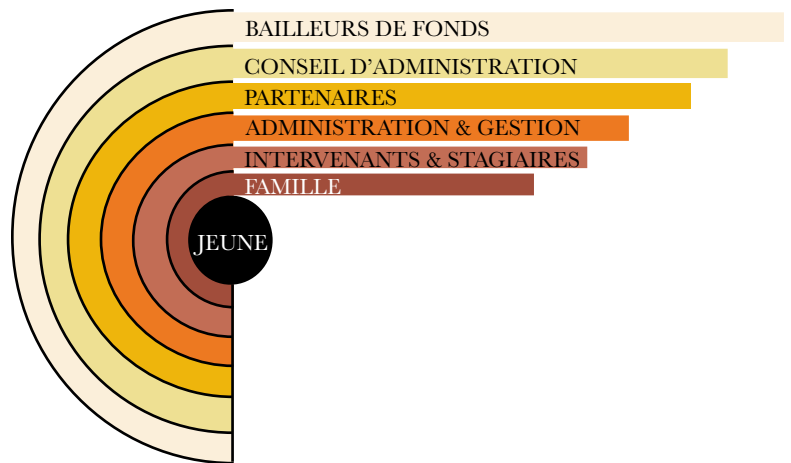 BAILLEURS DE FONDS
CONSEIL D’ADMINISTRATION
PARTENAIRES
ADMINISTRATION & GESTION
INTERVENANTS & STAGIAIRES
FAMILLE
JEUNE